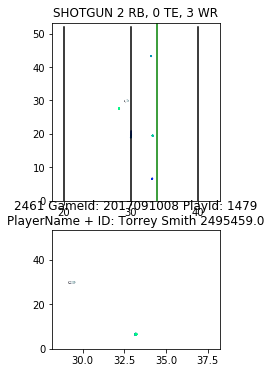 SHOTGUN 2 RB, 0 TE, 3 WR
50
40
30
20
10
0
20 30 40
2461 GameId: 2017091008 PlayId: 1479
PlayerName + ID: Torrey Smith 2495459.0
40
20
0
30.0 32.5 35.0 37.5